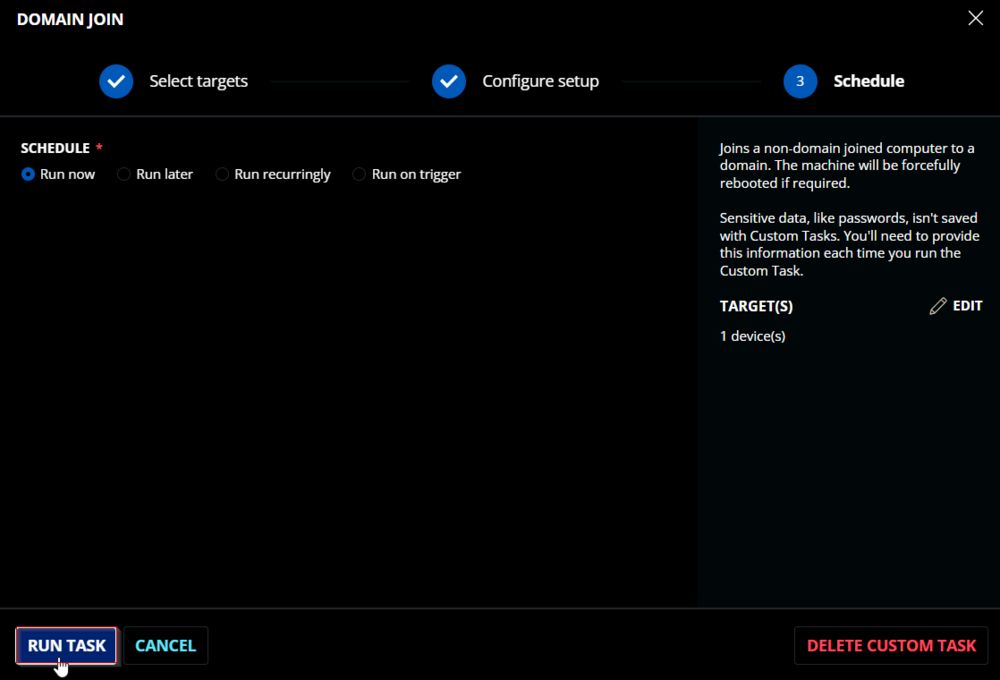 DOMAIN JOIN
Select targets
Configure setup
3 Schedule
SCHEDULE *
Run now Run later Run recurringly Run on trigger
Joins a non-domain joined computer to a
domain. The machine will be forcefully
rebooted if required.
Sensitive data, like passwords, isn't saved
with Custom Tasks. You'll need to provide
this information each time you run the
Custom Task.
TARGET(S) EDIT
1 device(s)
RUN TASK CANCEL DELETE CUSTOM TASK